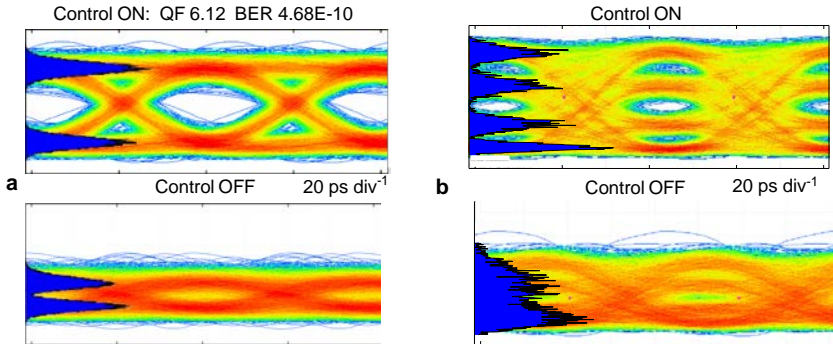 Control ON: QF 6.12 BER 4.68E-10
Control ON
a
Control OFF 20 ps div-1
b
Control OFF 20 ps div-1